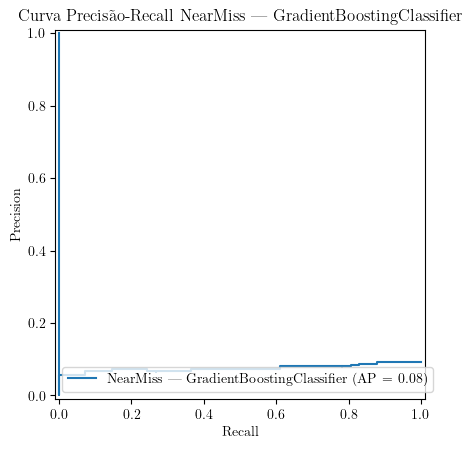 Curva Precisão-Recall NearMiss — GradientBoostingClassifier
1.0
0.8
0.6
0.4
0.2
0.0
Precision
NearMiss — GradientBoostingClassifier (AP = 0.08)
0.0 0.2 0.4 0.6 0.8 1.0
Recall